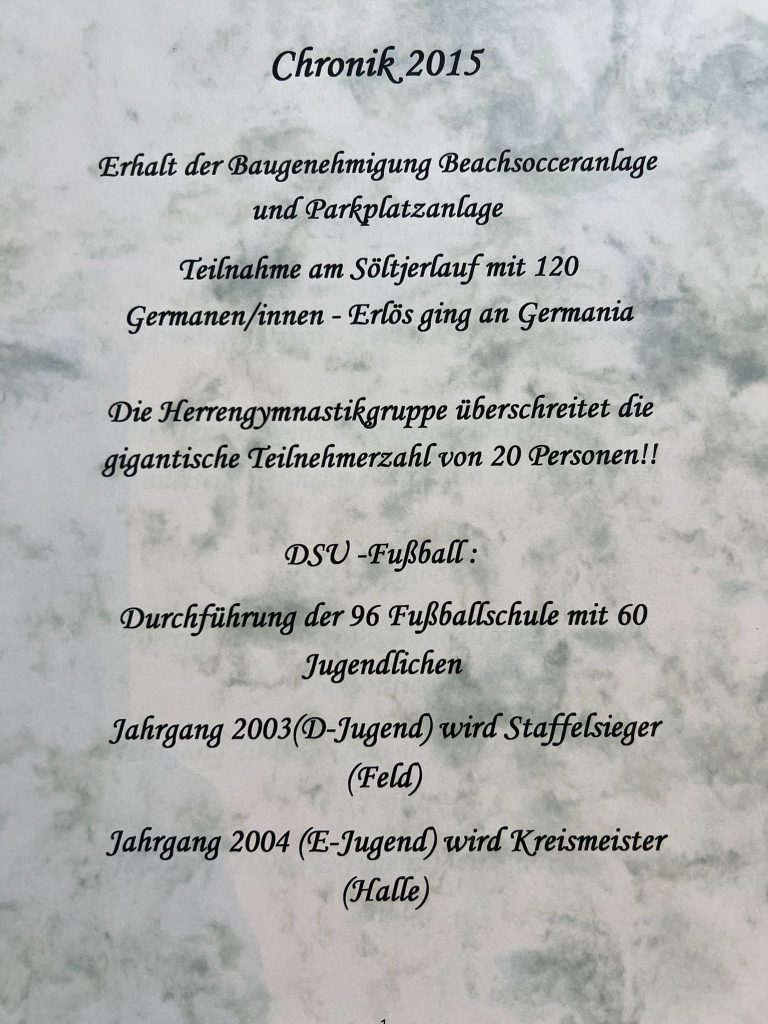 Chronik 2015
Erhalt der Baugenehmigung Beachsocceranlage
und Parkplatzanlage
Teilnahme am Söltjerlauf mit 120
Germanen/innen - Erlös ging an Germania
Die Herrengymnastikgruppe überschreitet die
gigantische Teilnehmerzahl von 20 Personen!!
DSU -Fußball :
Durchführung der 96 Fußballschule mit 60
Jugendlichen
Jahrgang 2003(D-Jugend) wird Staffelsieger
(Feld)
Jahrgang 2004 (E-Jugend) wird Kreismeister
(Halle)
1